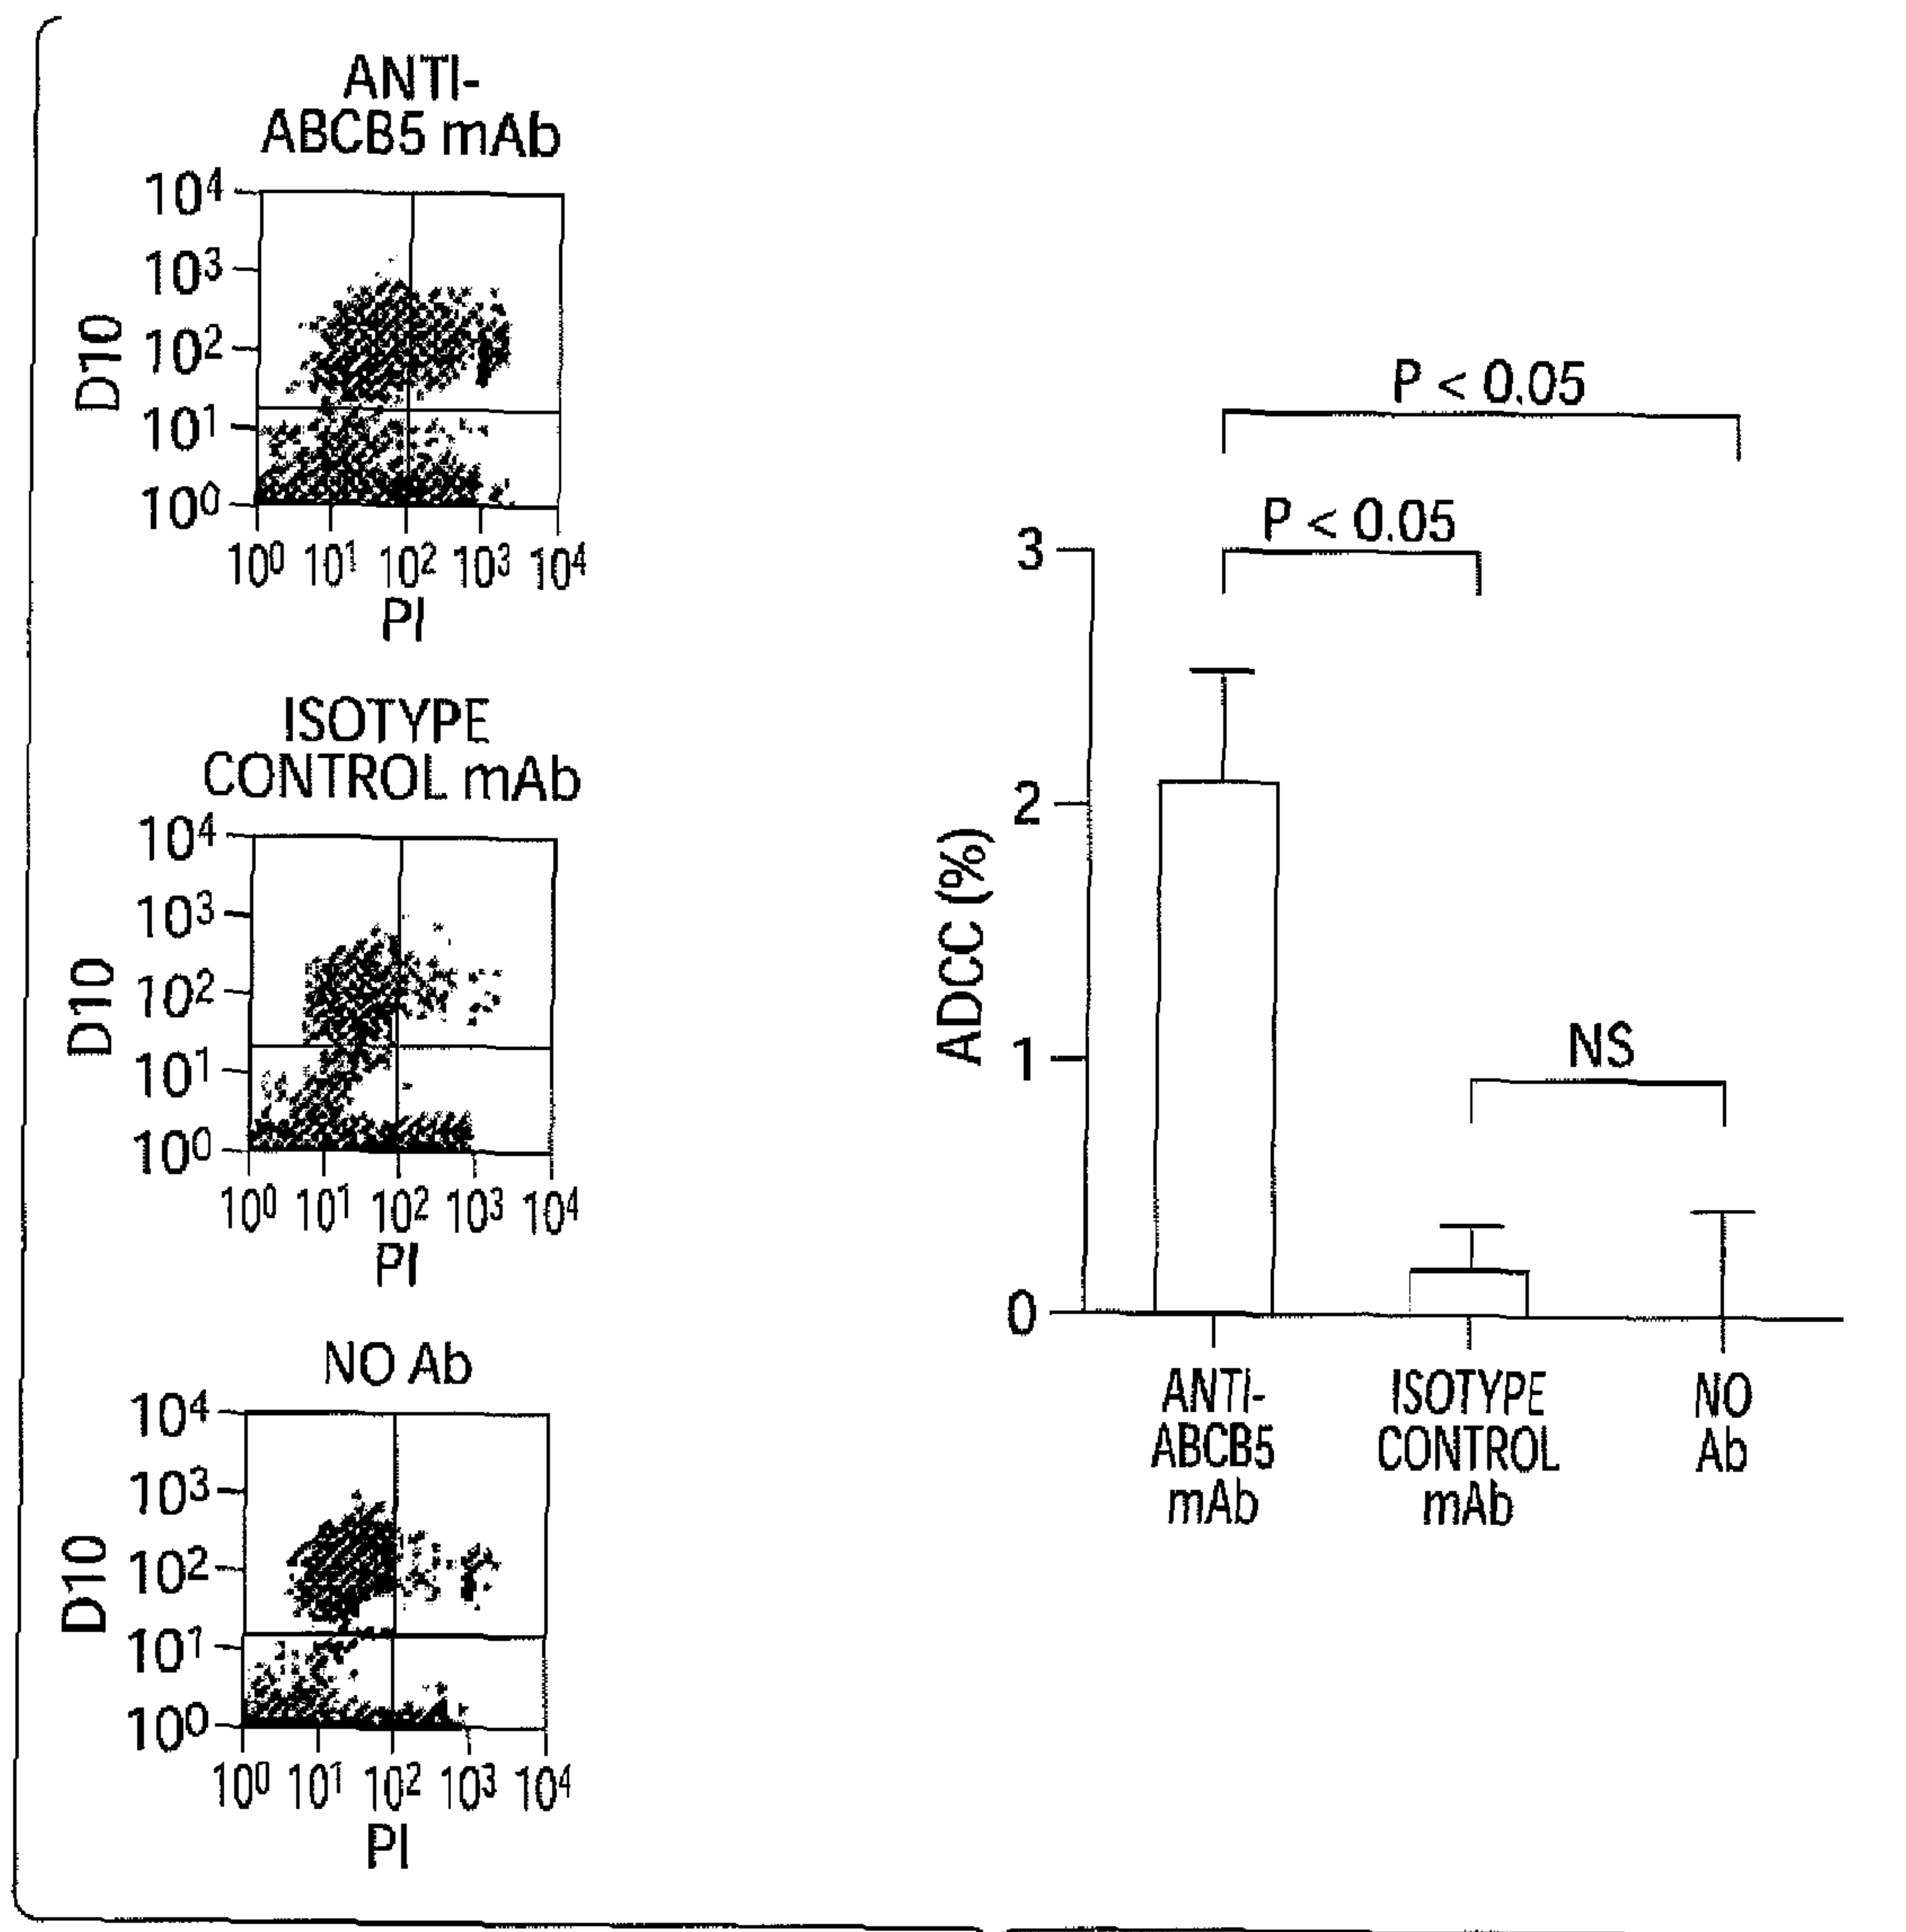 ANTI-
ABCB5 mAb
10⁴
10³
10²
10¹
10⁰
D10
10⁰ 10¹ 10² 10³ 10⁴
PI
ISOTYPE
CONTROL mAb
10⁴
10³
10²
10¹
10⁰
D10
10⁰ 10¹ 10² 10³ 10⁴
PI
NO Ab
10⁴
10³
10²
10¹
10⁰
D10
10⁰ 10¹ 10² 10³ 10⁴
PI
P < 0.05
P < 0.05
NS
3
2
1
0
ADCC (%)
ANTI-
ABCB5
mAb
ISOTYPE
CONTROL
mAb
NO
Ab